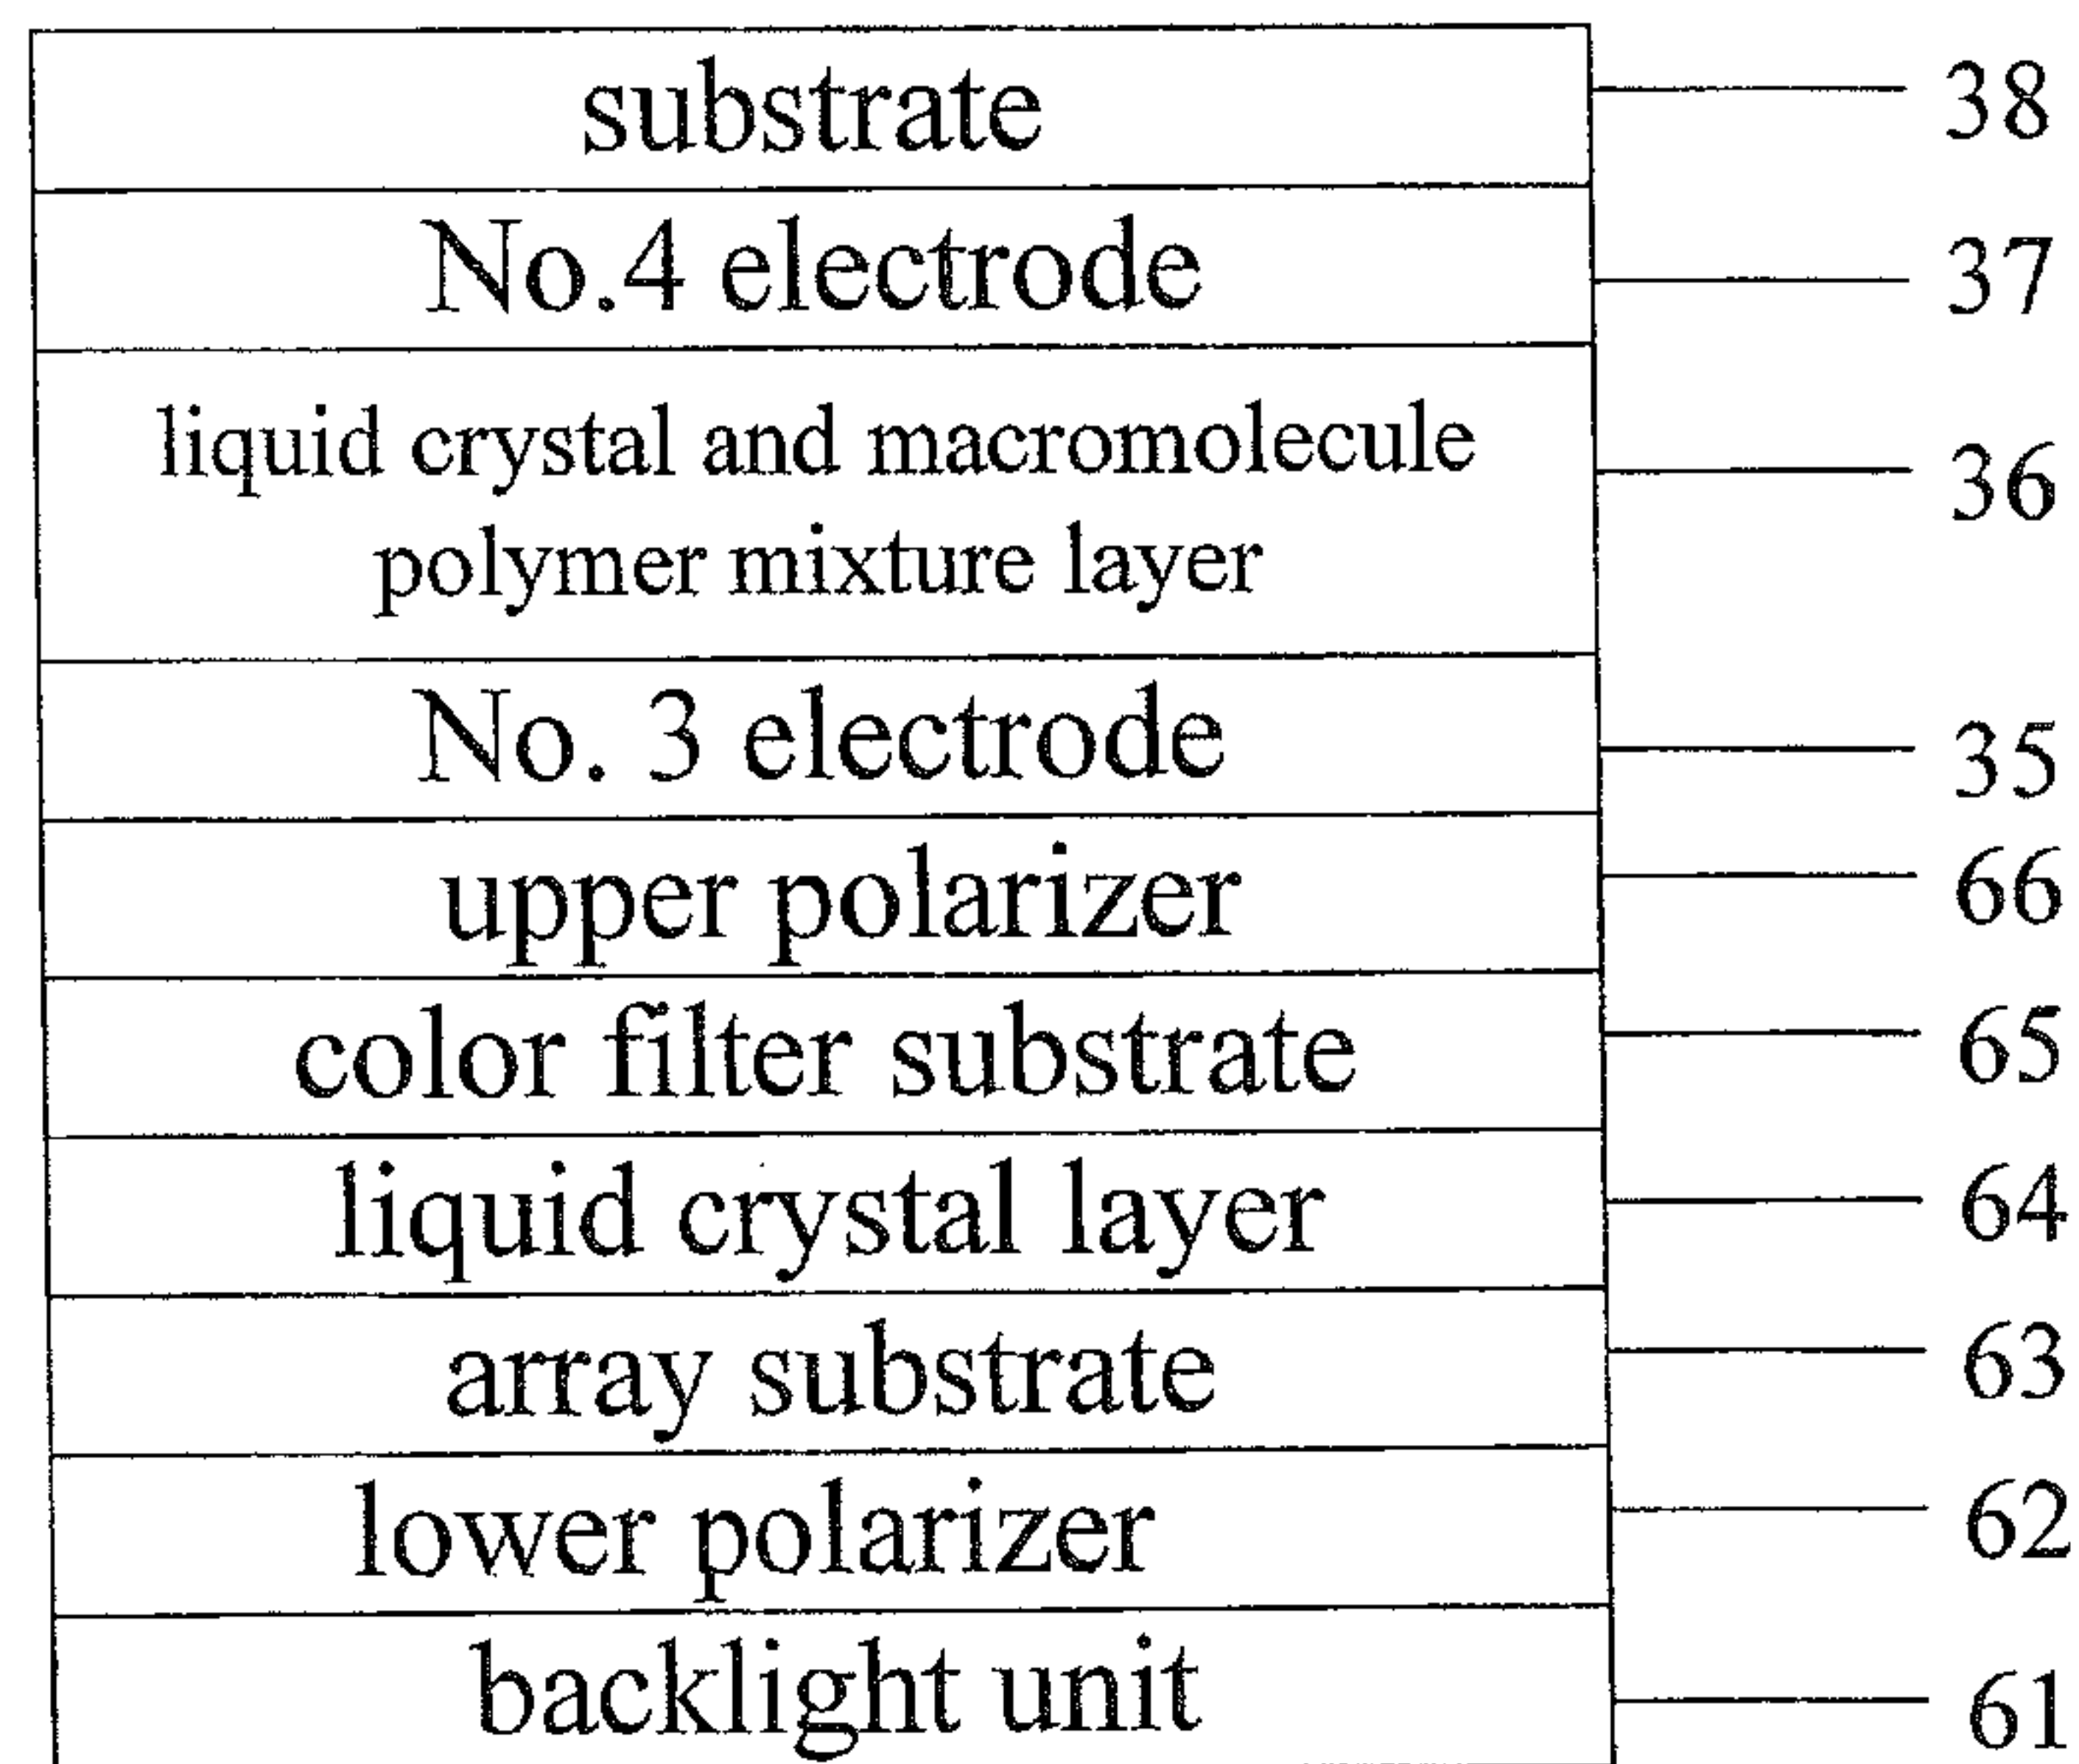 substrate 38
No.4 electrode 37
liquid crystal and macromolecule 36
polymer mixture layer
No. 3 electrode 35
upper polarizer 66
color filter substrate 65
liquid crystal layer 64
array substrate 63
lower polarizer 62
backlight unit 61